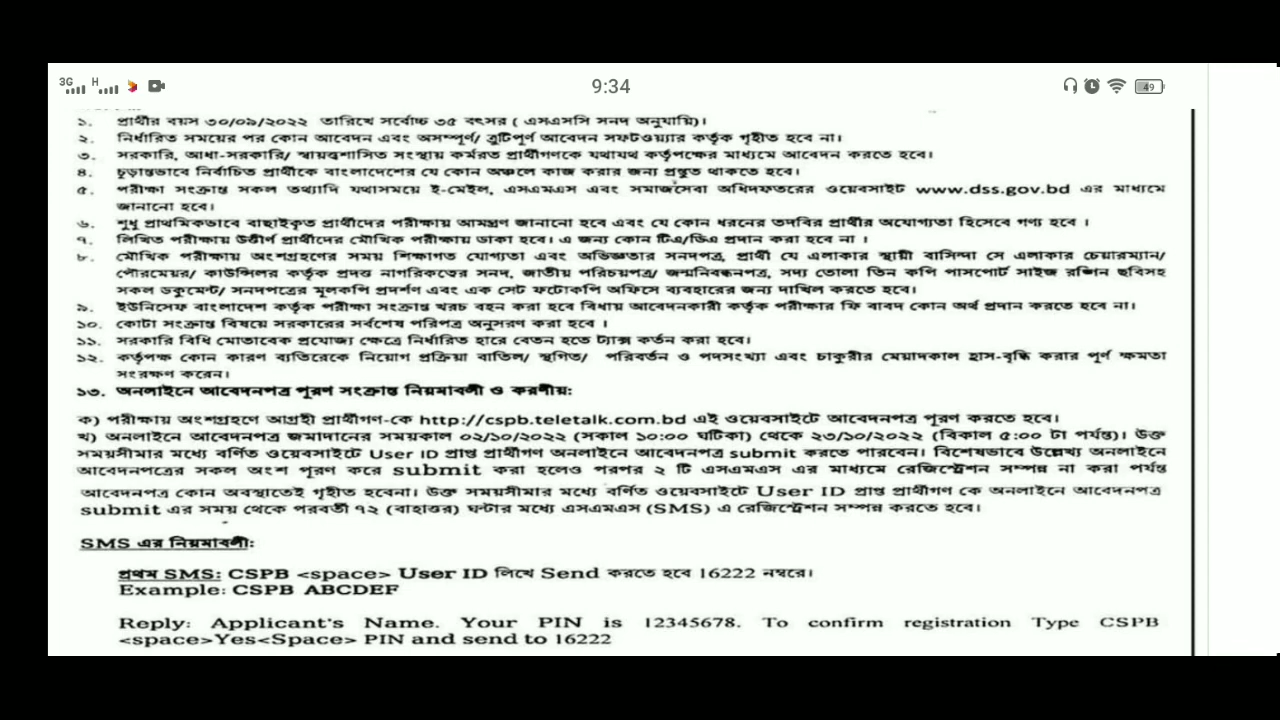 3G H 9:34 49
১. প্রার্থীর বয়স ৩০/০৯/২০২২ তারিখে সর্বোচ্চ ৩৫ বৎসর ( এসএসসি সনদ অনুযায়ি)।
২. নির্ধারিত সময়ের পর কোন আবেদন এবং অসম্পূর্ণ/ ত্রুটিপূর্ণ আবেদন সফটওয়্যার কর্তৃক গৃহীত হবে না।
৩. সরকারি, আধা-সরকারি/ স্বায়ত্তশাসিত সংস্থায় কর্মরত প্রার্থীগণকে যথাযথ কর্তৃপক্ষের মাধ্যমে আবেদন করতে হবে।
৪. চূড়ান্তভাবে নির্বাচিত প্রার্থীকে বাংলাদেশের যে কোন অঞ্চলে কাজ করার জন্য প্রস্তুত থাকতে হবে।
৫. পরীক্ষা সংক্রান্ত সকল তথ্যাদি যথাসময়ে ই-মেইল, এসএমএস এবং সমাজসেবা অধিদফতরের ওয়েবসাইট www.dss.gov.bd এর মাধ্যমে
জানানো হবে।
৬. শুধু প্রাথমিকভাবে বাছাইকৃত প্রার্থীদের পরীক্ষায় আমন্ত্রণ জানানো হবে এবং যে কোন ধরনের তদবির প্রার্থীর অযোগ্যতা হিসেবে গণ্য হবে ।
৭. লিখিত পরীক্ষায় উত্তীর্ণ প্রার্থীদের মৌখিক পরীক্ষায় ডাকা হবে। এ জন্য কোন টিএ/ডিএ প্রদান করা হবে না ।
৮. মৌখিক পরীক্ষায় অংশগ্রহণের সময় শিক্ষাগত যোগ্যতা এবং অভিজ্ঞতার সনদপত্র, প্রার্থী যে এলাকার স্থায়ী বাসিন্দা সে এলাকার চেয়ারম্যান/
পৌরমেয়র/ কাউন্সিলর কর্তৃক প্রদত্ত নাগরিকত্বের সনদ, জাতীয় পরিচয়পত্র/ জন্মনিবন্ধনপত্র, সদ্য তোলা তিন কপি পাসপোর্ট সাইজ রঙ্গিন ছবিসহ
সকল ডকুমেন্ট/ সনদপত্রের মূলকপি প্রদর্শণ এবং এক সেট ফটোকপি অফিসে ব্যবহারের জন্য দাখিল করতে হবে।
৯. ইউনিসেফ বাংলাদেশ কর্তৃক পরীক্ষা সংক্রান্ত খরচ বহন করা হবে বিধায় আবেদনকারী কর্তৃক পরীক্ষার ফি বাবদ কোন অর্থ প্রদান করতে হবে না।
১০. কোটা সংক্রান্ত বিষয়ে সরকারের সর্বশেষ পরিপত্র অনুসরণ করা হবে ।
১১. সরকারি বিধি মোতাবেক প্রযোজ্য ক্ষেত্রে নির্ধারিত হারে বেতন হতে ট্যাক্স কর্তন করা হবে।
১২. কর্তৃপক্ষ কোন কারণ ব্যতিরেকে নিয়োগ প্রক্রিয়া বাতিল/ স্থগিত/ পরিবর্তন ও পদসংখ্যা এবং চাকুরীর মেয়াদকাল হ্রাস-বৃদ্ধি করার পূর্ণ ক্ষমতা
সংরক্ষণ করেন।
১৩. অনলাইনে আবেদনপত্র পূরণ সংক্রান্ত নিয়মাবলী ও করণীয়:
ক) পরীক্ষায় অংশগ্রহণে আগ্রহী প্রার্থীগণ-কে http://cspb.teletalk.com.bd এই ওয়েবসাইটে আবেদনপত্র পূরণ করতে হবে।
খ) অনলাইনে আবেদনপত্র জমাদানের সময়কাল ০২/১০/২০২২ (সকাল ১০:০০ ঘটিকা) থেকে ২৩/১০/২০২২ (বিকাল ৫:০০ টা পর্যন্ত)। উক্ত
সময়সীমার মধ্যে বর্ণিত ওয়েবসাইটে User ID প্রাপ্ত প্রার্থীগণ অনলাইনে আবেদনপত্র submit করতে পারবেন। বিশেষভাবে উল্লেখ্য অনলাইনে
আবেদনপত্রের সকল অংশ পূরণ করে submit করা হলেও পরপর ২ টি এসএমএস এর মাধ্যমে রেজিস্ট্রেশন সম্পন্ন না করা পর্যন্ত
আবেদনপত্র কোন অবস্থাতেই গৃহীত হবেনা। উক্ত সময়সীমার মধ্যে বর্ণিত ওয়েবসাইটে User ID প্রাপ্ত প্রার্থীগণ কে অনলাইনে আবেদনপত্র
submit এর সময় থেকে পরবর্তী ৭২ (বাহাত্তর) ঘন্টার মধ্যে এসএমএস (SMS) এ রেজিস্ট্রেশন সম্পন্ন করতে হবে।
SMS এর নিয়মাবলী:
প্রথম SMS: CSPB <space> User ID লিখে Send করতে হবে 16222 নম্বরে।
Example: CSPB ABCDEF
Reply: Applicant's Name. Your PIN is 12345678. To confirm registration Type CSPB
<space>Yes<Space> PIN and send to 16222